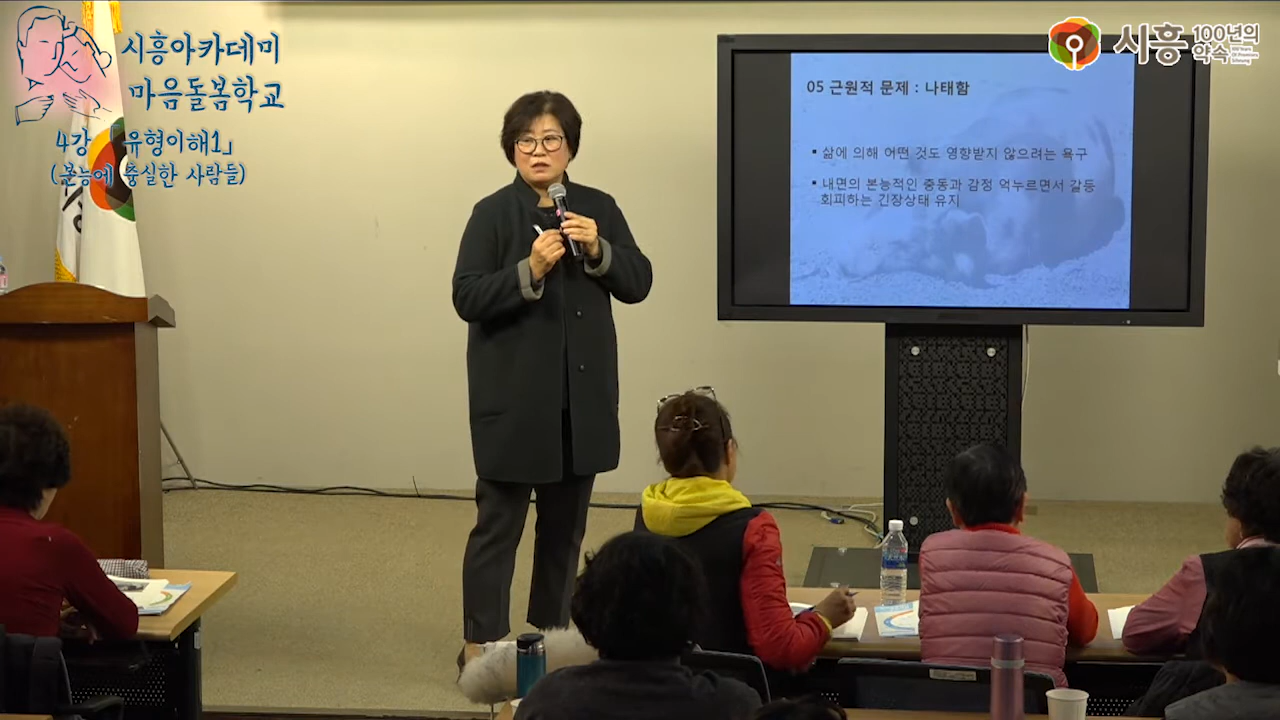 시흥아카데미
마음돌봄학교
4강 「유형이해1」
(본능에 충실한 사람들)
시흥 100년의
약속
05 근원적 문제 : 나태함
▪ 삶에 의해 어떤 것도 영향받지 않으려는 욕구
▪ 내면의 본능적인 충동과 감정 억누르면서 갈등
회피하는 긴장상태 유지